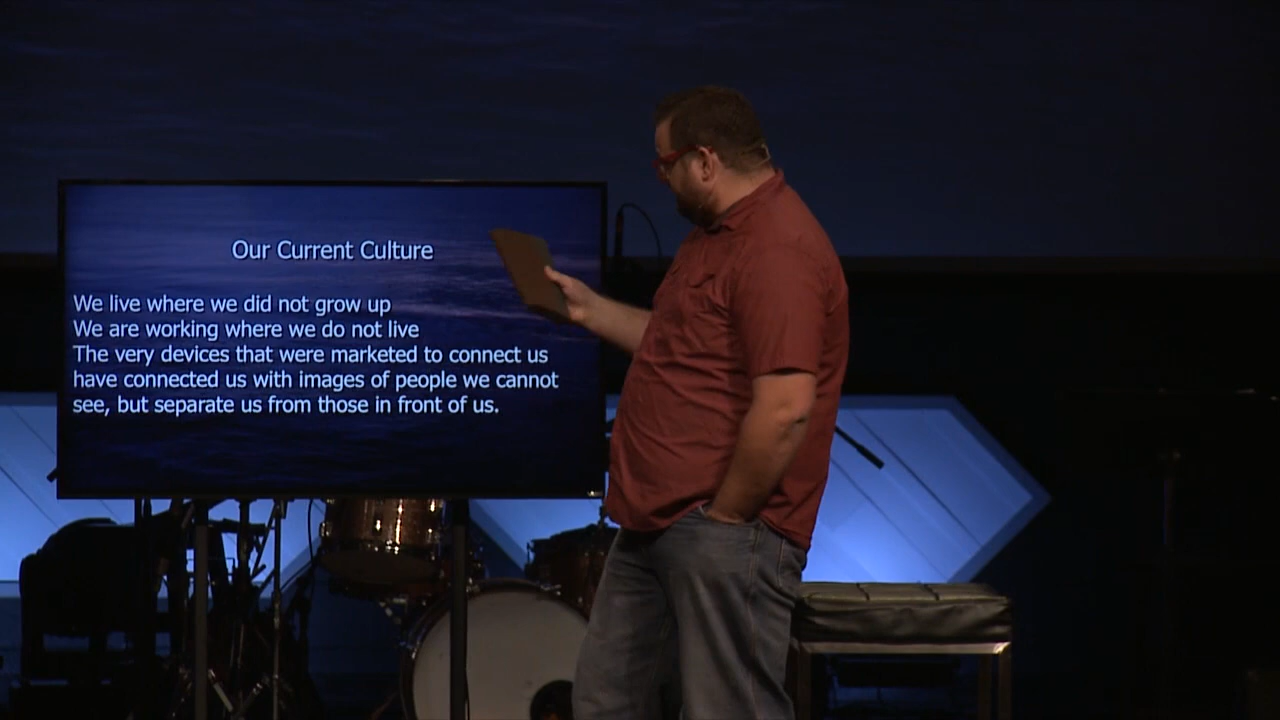 Our Current Culture
We live where we did not grow up
We are working where we do not live
The very devices that were marketed to connect us
have connected us with images of people we cannot
see, but separate us from those in front of us.